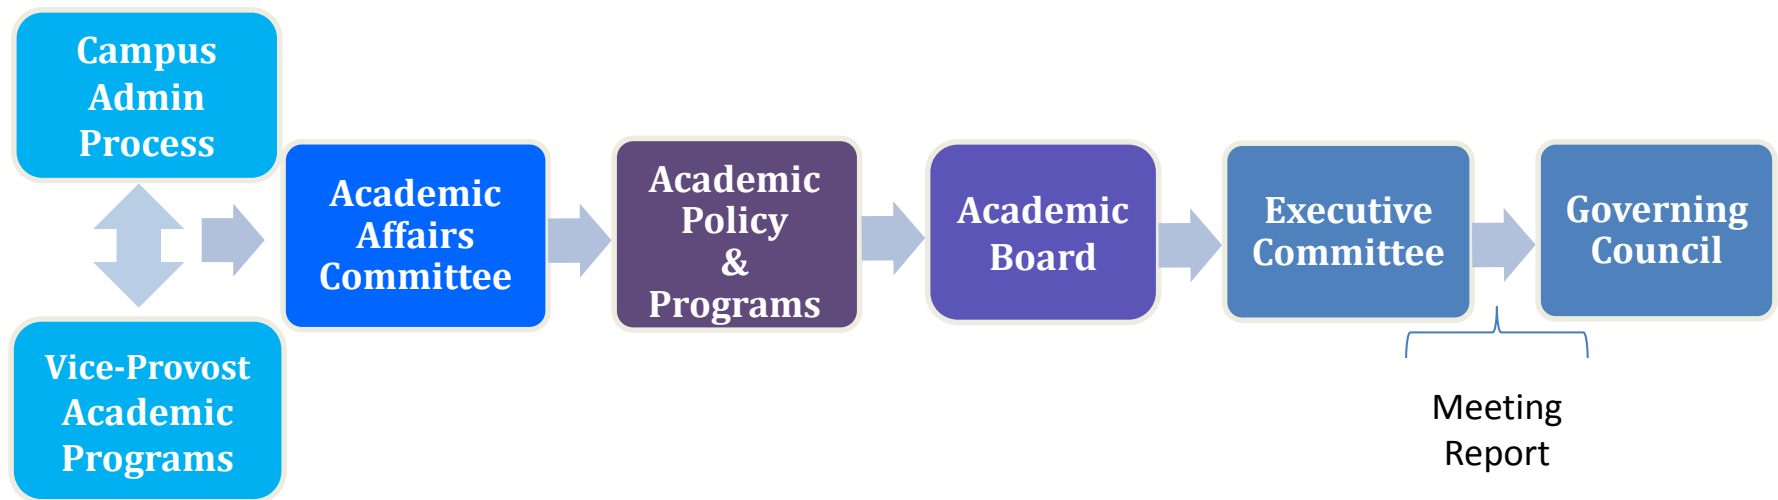 Campus
Admin
Process
Vice-Provost
Academic
Programs
Academic
Affairs
Committee
Academic
Policy
&
Programs
Academic
Board
Executive
Committee
Governing
Council
Meeting
Report